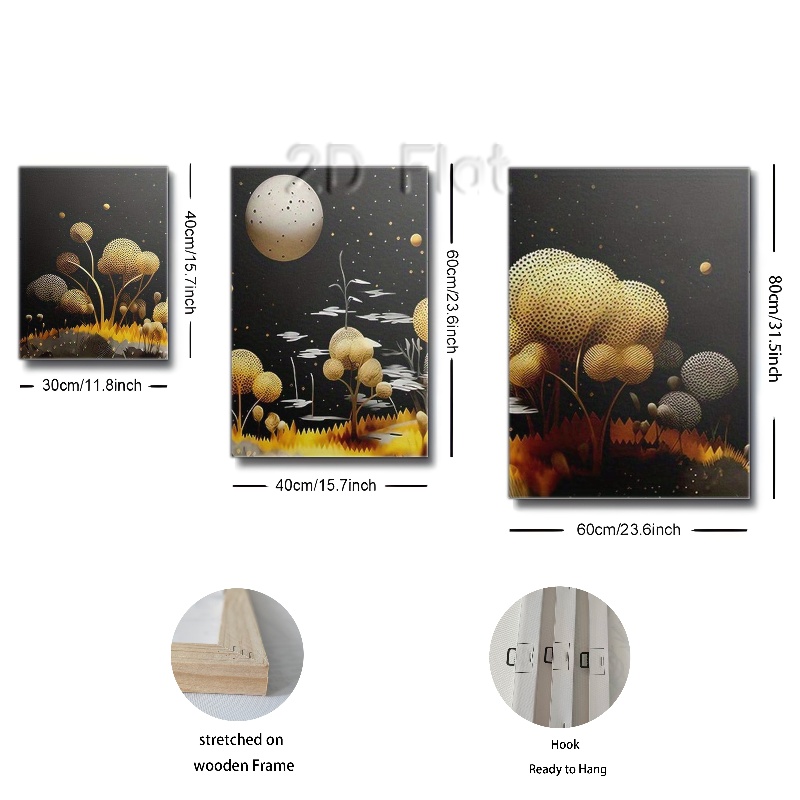 2D Flat
40cm/15.7inch
30cm/11.8inch
60cm/23.6inch
40cm/15.7inch
80cm/31.5inch
60cm/23.6inch
stretched on
wooden Frame
Hook
Ready to Hang